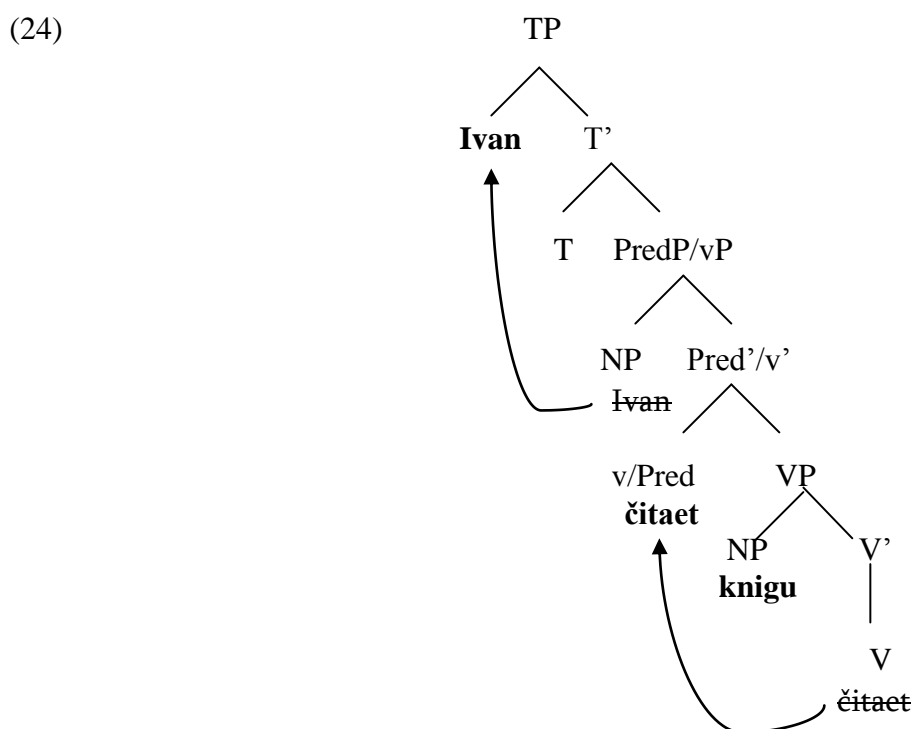 (24) TP
Ivan T’
T PredP/vP
NP Pred’/v’
Ivan
v/Pred VP
čitaet
NP V’
knigu
V
čitaet